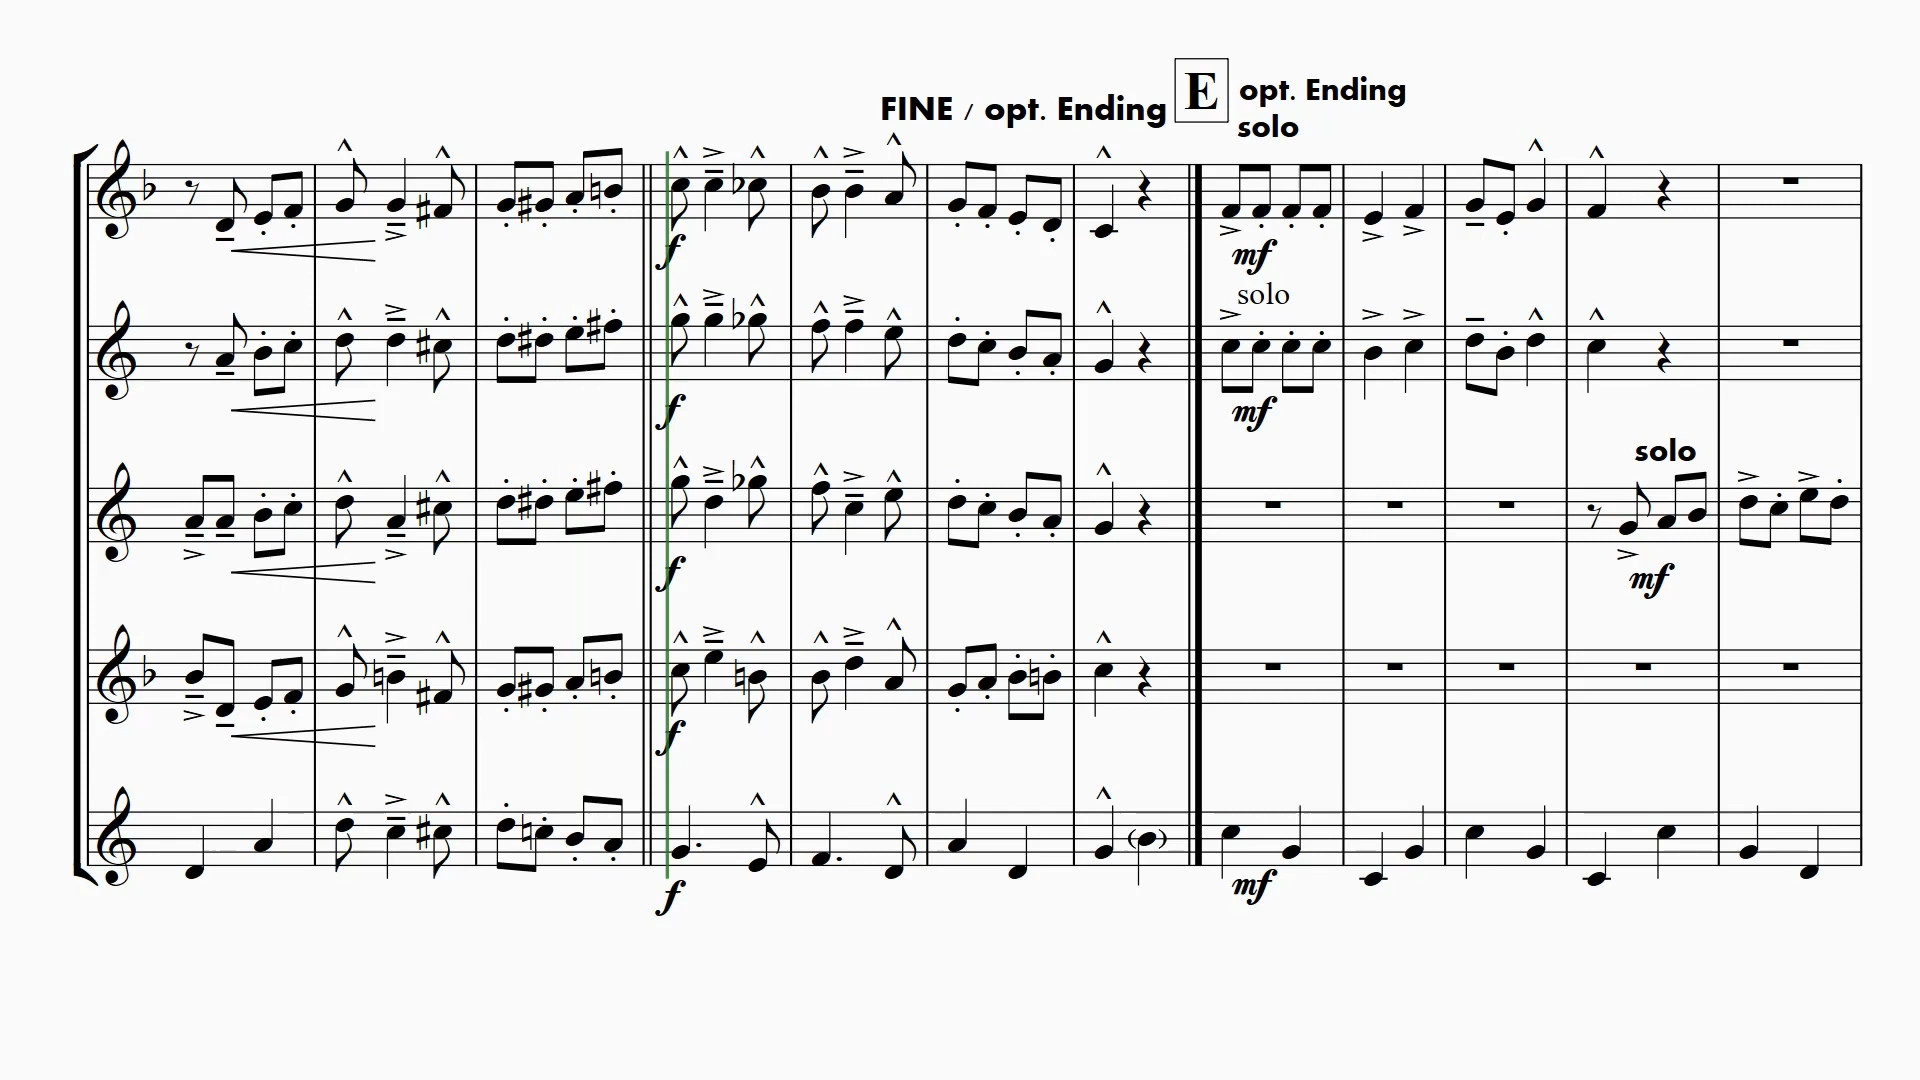 FINE / opt. Ending
E
opt. Ending
solo
f
mf
solo
f
mf
solo
f
mf
f
f
mf